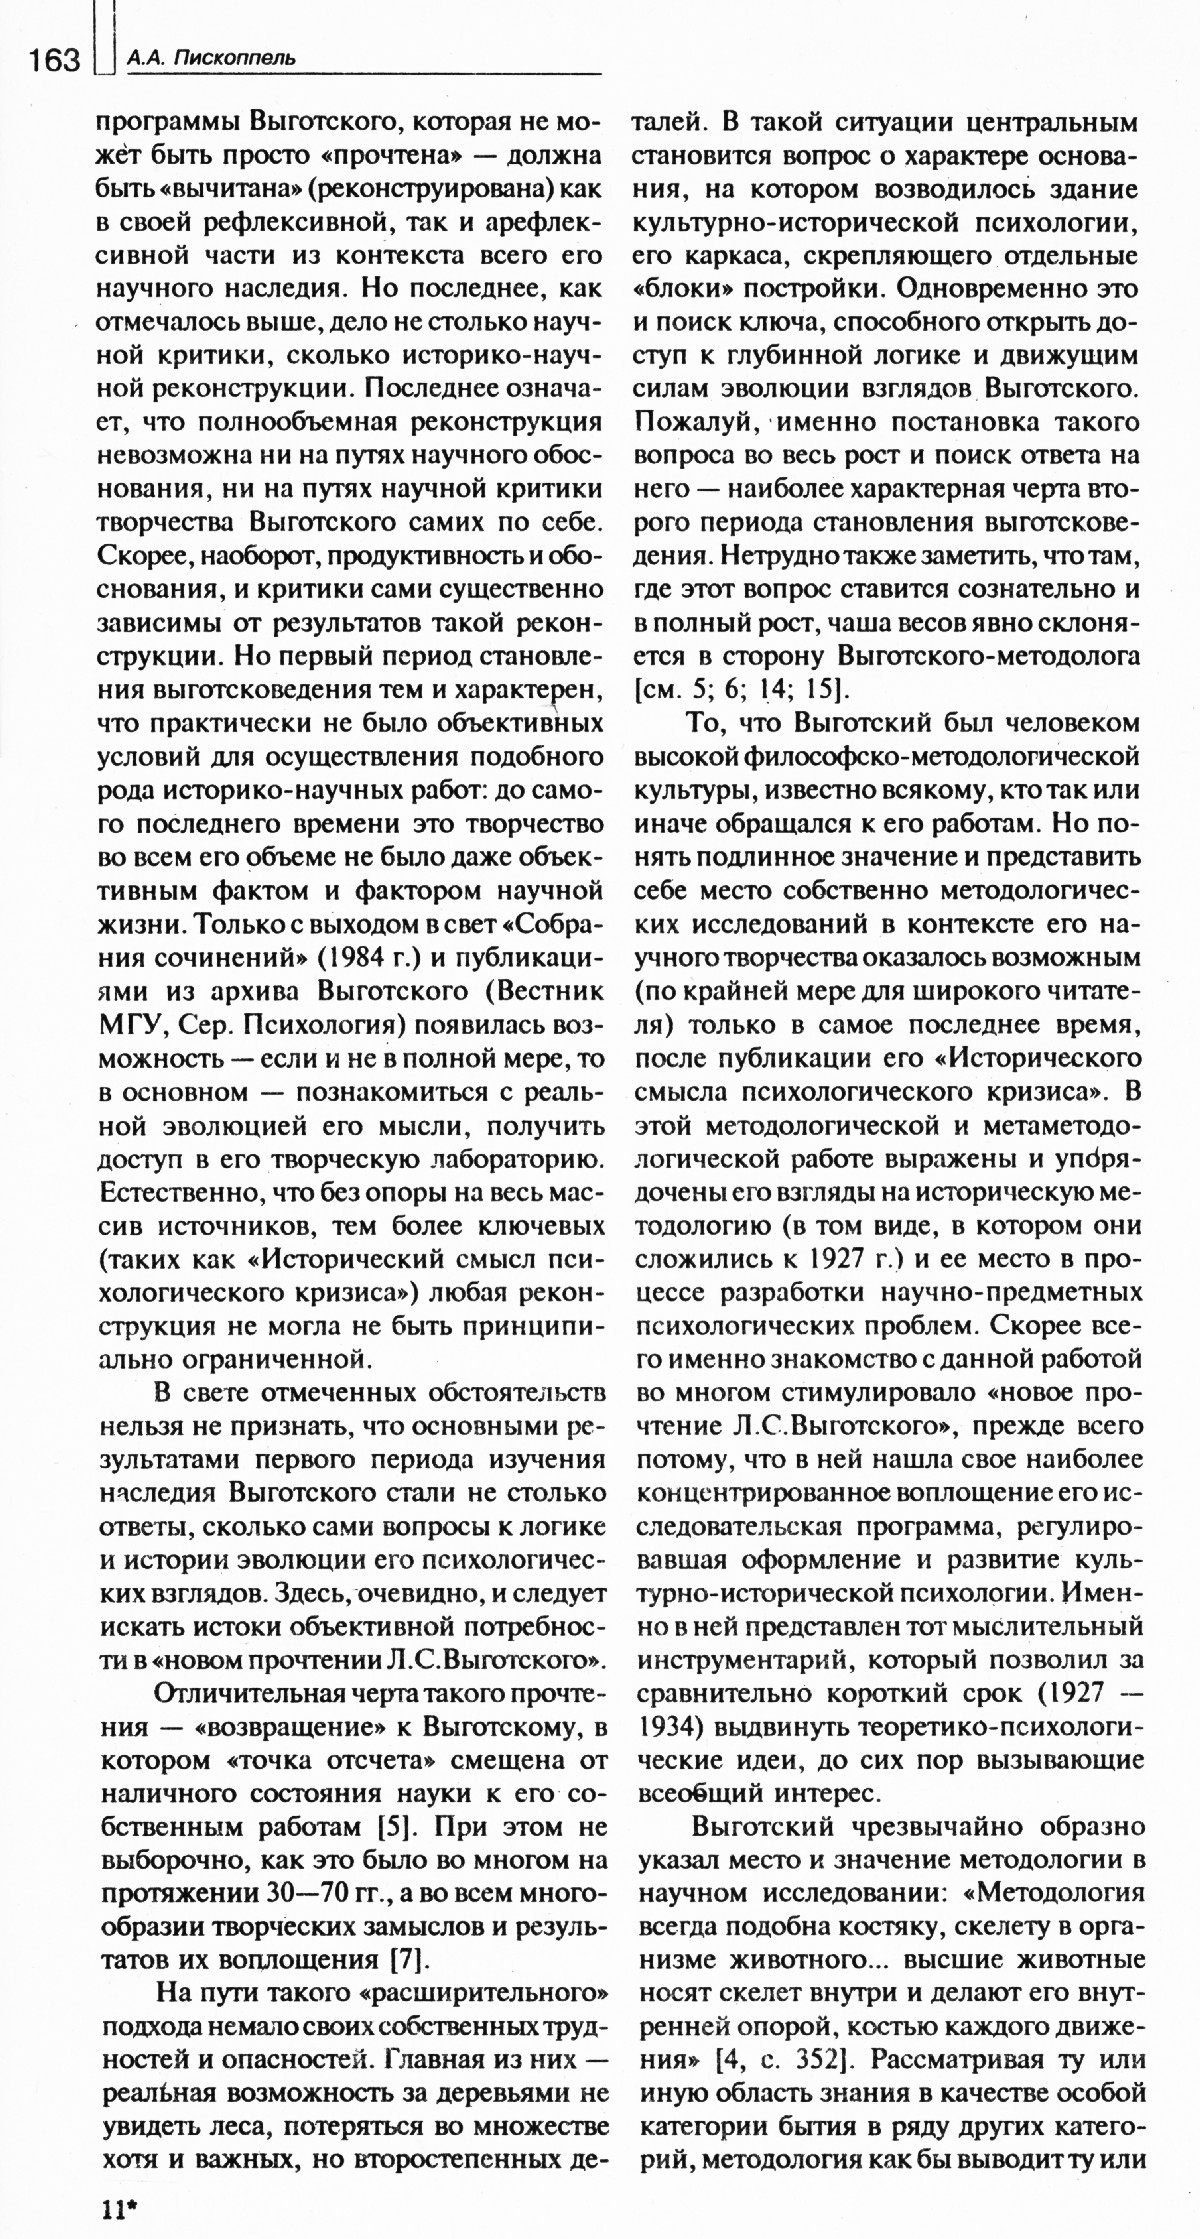 163
А.А. Пископпель
программы Выготского, которая не мо-
жет быть просто «прочтена» — должна
быть «вычитана» (реконструирована) как
в своей рефлексивной, так и арефлек-
сивной части из контекста всего его
научного наследия. Но последнее, как
отмечалось выше, дело не столько науч-
ной критики, сколько историко-науч-
ной реконструкции. Последнее означа-
ет, что полнообъемная реконструкция
невозможна ни на путях научного обос-
нования, ни на путях научной критики
творчества Выготского самих по себе.
Скорее, наоборот, продуктивность и обо-
снования, и критики сами существенно
зависимы от результатов такой рекон-
струкции. Но первый период становле-
ния выготсковедения тем и характерен,
что практически не было объективных
условий для осуществления подобного
рода историко-научных работ: до само-
го последнего времени это творчество
во всем его объеме не было даже объек-
тивным фактом и фактором научной
жизни. Только с выходом в свет «Собра-
ния сочинений» (1984 г.) и публикаци-
ями из архива Выготского (Вестник
МГУ, Сер. Психология) появилась воз-
можность — если и не в полной мере, то
в основном — познакомиться с реаль-
ной эволюцией его мысли, получить
доступ в его творческую лабораторию.
Естественно, что без опоры на весь мас-
сив источников, тем более ключевых
(таких как «Исторический смысл пси-
хологического кризиса») любая рекон-
струкция не могла не быть принципи-
ально ограниченной.
В свете отмеченных обстоятельств
нельзя не признать, что основными ре-
зультатами первого периода изучения
наследия Выготского стали не столько
ответы, сколько сами вопросы к логике
и истории эволюции его психологичес-
ких взглядов. Здесь, очевидно, и следует
искать истоки объективной потребнос-
ти в «новом прочтении Л.С.Выготского».
Отличительная черта такого прочте-
ния — «возвращение» к Выготскому, в
котором «точка отсчета» смещена от
наличного состояния науки к его со-
бственным работам [5]. При этом не
выборочно, как это было во многом на
протяжении 30—70 гг., а во всем много-
образии творческих замыслов и резуль-
татов их воплощения [7].
На пути такого «расширительного»
подхода немало своих собственных труд-
ностей и опасностей. Главная из них —
реальная возможность за деревьями не
увидеть леса, потеряться во множестве
хотя и важных, но второстепенных де-
11*
талей. В такой ситуации центральным
становится вопрос о характере основа-
ния, на котором возводилось здание
культурно-исторической психологии,
его каркаса, скрепляющего отдельные
«блоки» постройки. Одновременно это
и поиск ключа, способного открыть до-
ступ к глубинной логике и движущим
силам эволюции взглядов Выготского.
Пожалуй, именно постановка такого
вопроса во весь рост и поиск ответа на
него — наиболее характерная черта вто-
рого периода становления выготскове-
дения. Нетрудно также заметить, что там,
где этот вопрос ставится сознательно и
в полный рост, чаша весов явно склоня-
ется в сторону Выготского-методолога
[см. 5; 6; 14; 15].
То, что Выготский был человеком
высокой философско-методологической
культуры, известно всякому, кто так или
иначе обращался к его работам. Но по-
нять подлинное значение и представить
себе место собственно методологичес-
ких исследований в контексте его на-
учного творчества оказалось возможным
(по крайней мере для широкого читате-
ля) только в самое последнее время,
после публикации его «Исторического
смысла психологического кризиса». В
этой методологической и метаметодо-
логической работе выражены и упоря-
дочены его взгляды на историческую ме-
тодологию (в том виде, в котором они
сложились к 1927 г.) и ее место в про-
цессе разработки научно-предметных
психологических проблем. Скорее все-
го именно знакомство с данной работой
во многом стимулировало «новое про-
чтение Л.С.Выготского», прежде всего
потому, что в ней нашла свое наиболее
концентрированное воплощение его ис-
следовательская программа, регулиро-
вавшая оформление и развитие куль-
турно-исторической психологии. Имен-
но в ней представлен тот мыслительный
инструментарий, который позволил за
сравнительно короткий срок (1927 —
1934) выдвинуть теоретико-психологи-
ческие идеи, до сих пор вызывающие
всеобщий интерес.
Выготский чрезвычайно образно
указал место и значение методологии в
научном исследовании: «Методология
всегда подобна костяку, скелету в орга-
низме животного... высшие животные
носят скелет внутри и делают его внут-
ренней опорой, костью каждого движе-
ния» [4, с. 352]. Рассматривая ту или
иную область знания в качестве особой
категории бытия в ряду других катего-
рий, методология как бы выводит ту или